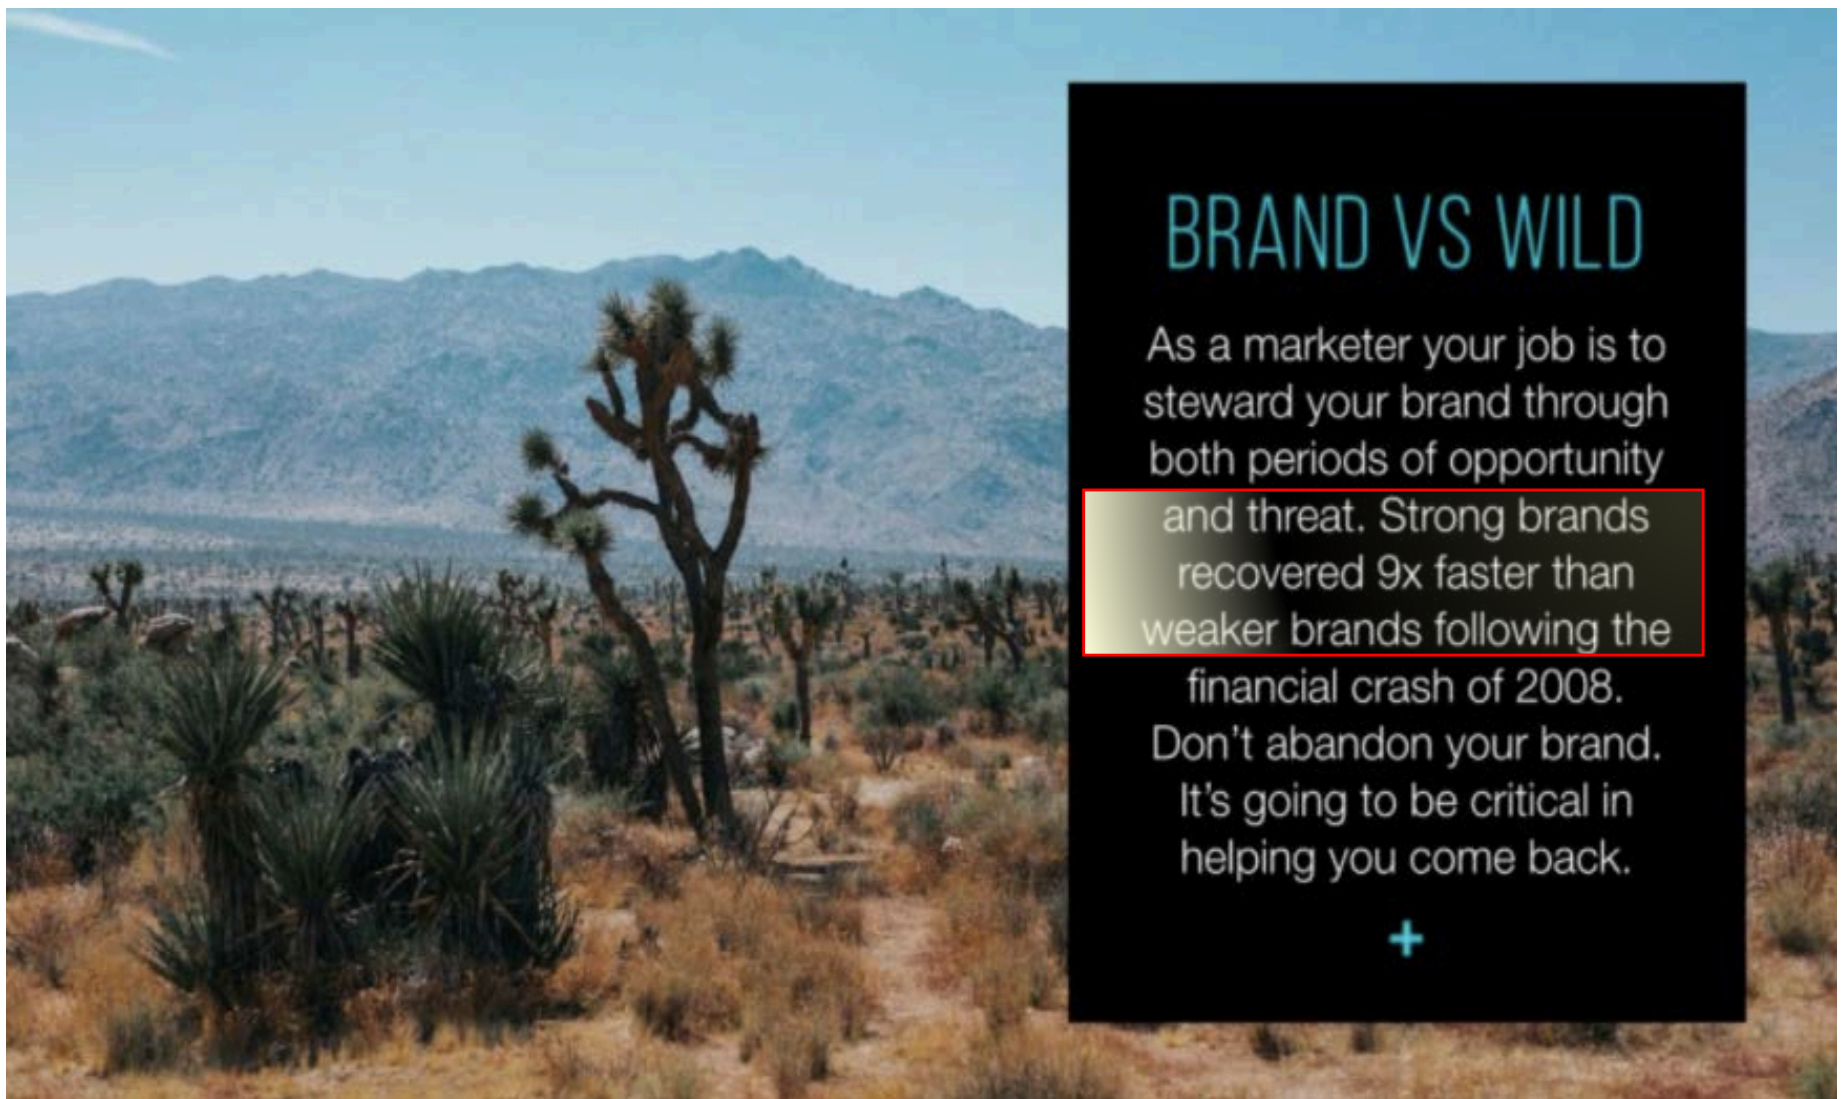 BRAND VS WILD
As a marketer your job is to
steward your brand through
both periods of opportunity
and threat. Strong brands
recovered 9x faster than
weaker brands following the
financial crash of 2008.
Don't abandon your brand.
It's going to be critical in
helping you come back.
+